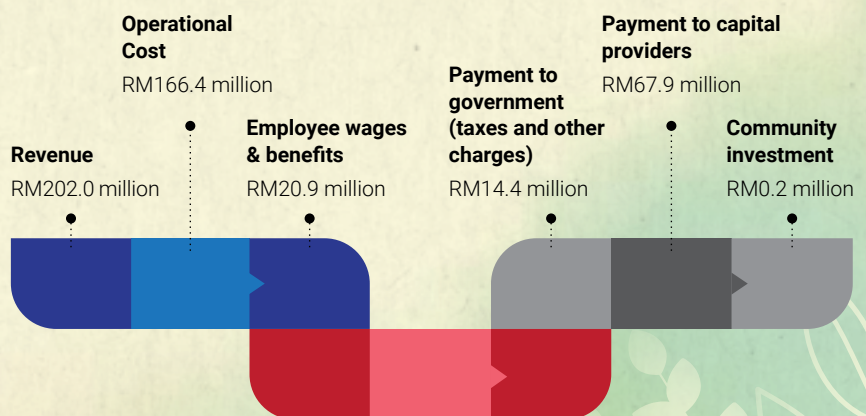 Revenue
RM202.0 million
Operational
Cost
RM166.4 million
Employee wages
& benefits
RM20.9 million
Payment to
government
(taxes and other
charges)
RM14.4 million
Payment to capital
providers
RM67.9 million
Community
investment
RM0.2 million